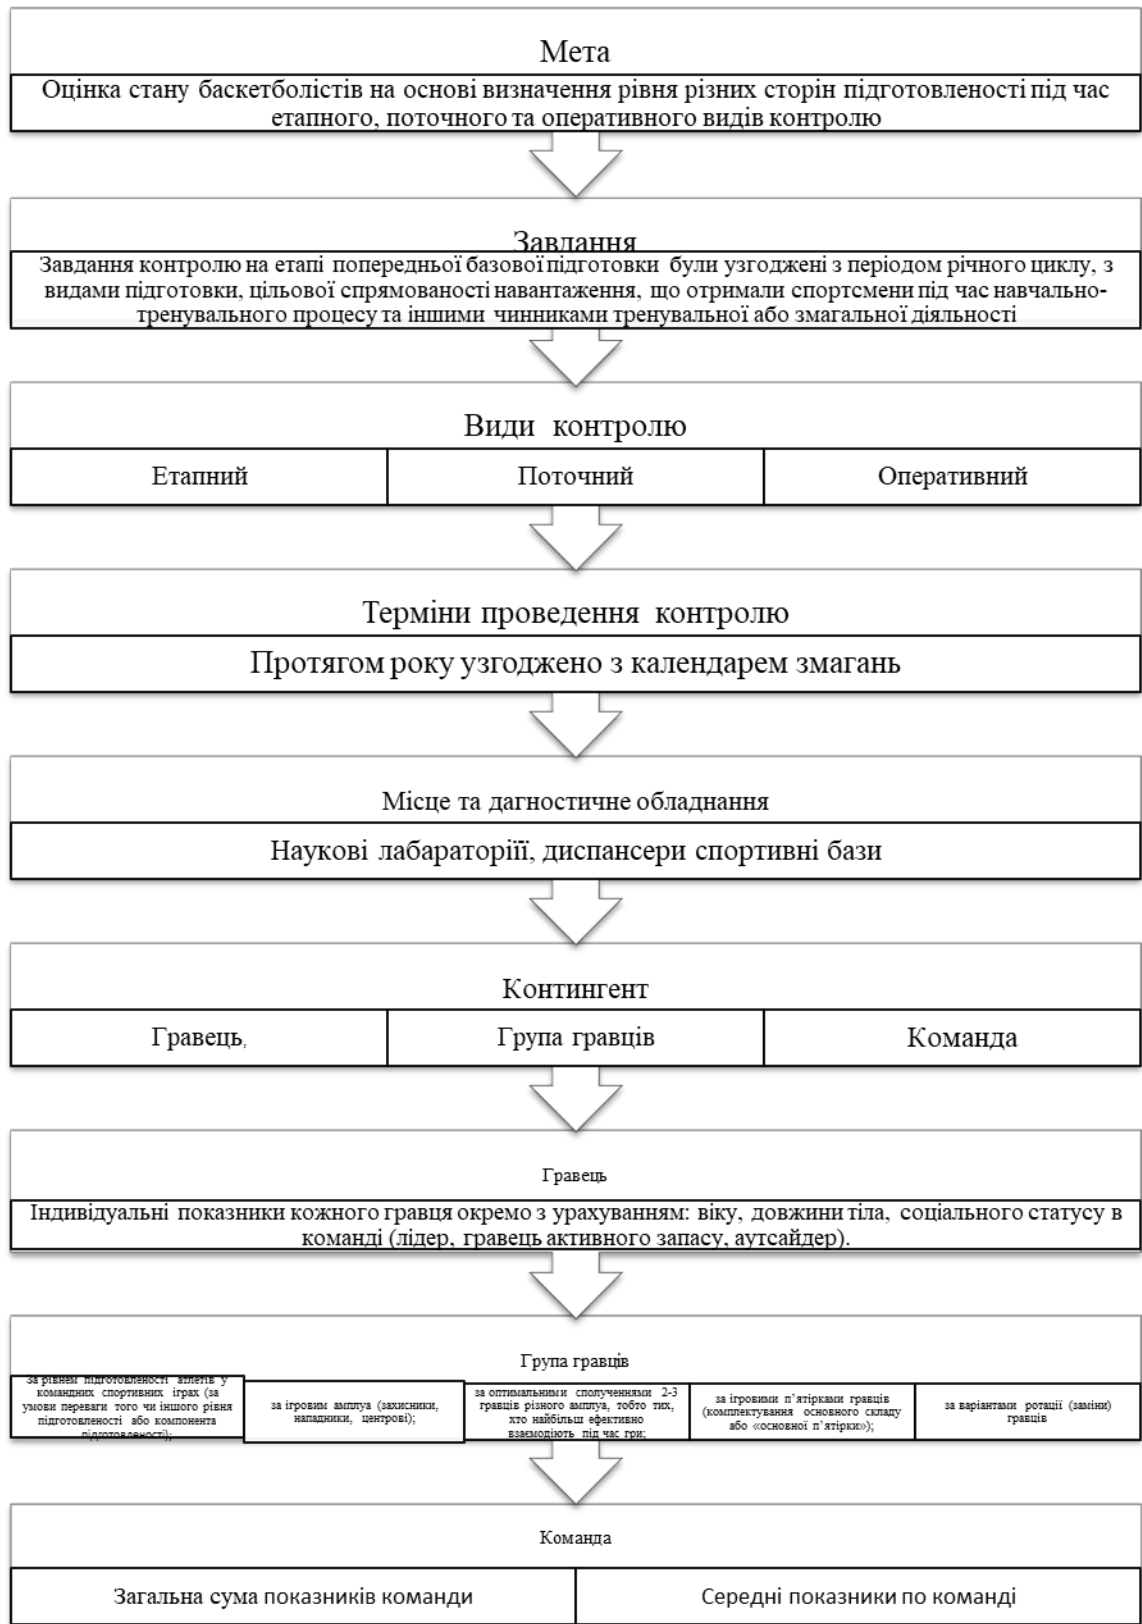 Мета
Оцінка стану баскетболістів на основі визначення рівня різних сторін підготовленості під час
етапного, поточного та оперативного видів контролю
Завдання
Завдання контролю на етапі попередньої базової підготовки були узгоджені з періодом річного циклу, з
видами підготовки, цільової спрямованості навантаження, що отримали спортсмени під час навчально-
тренувального процесу та іншими чинниками тренувальної або змагальної діяльності
Види контролю
Етапний
Поточний
Оперативний
Терміни проведення контролю
Протягом року узгоджено з календарем змагань
Місце та дагностичне обладнання
Наукові лабараторіїї, диспансери спортивні бази
Контингент
Гравець,
Група гравців
Команда
Гравець
Індивідуальні показники кожного гравця окремо з урахуванням: віку, довжини тіла, соціального статусу в
команді (лідер, гравець активного запасу, аутсайдер).
Група гравців
За рівнем підготовленості атлетів у
командних спортивних іграх (за
умови переваги того чи іншого рівня
підготовленості або компонента
підготовленості);
за ігровим амплуа (захисники,
нападники, центрові);
за оптимальними сполученнями 2-3
гравців різного амплуа, тобто тих,
хто найбільш ефективно
взаємодіють під час гри;
за ігровими п’ятірками гравців
(комплектування основного складу
або «основної п’ятірки»);
за варіантами ротації (заміни)
гравців
Команда
Загальна сума показників команди
Середні показники по команді